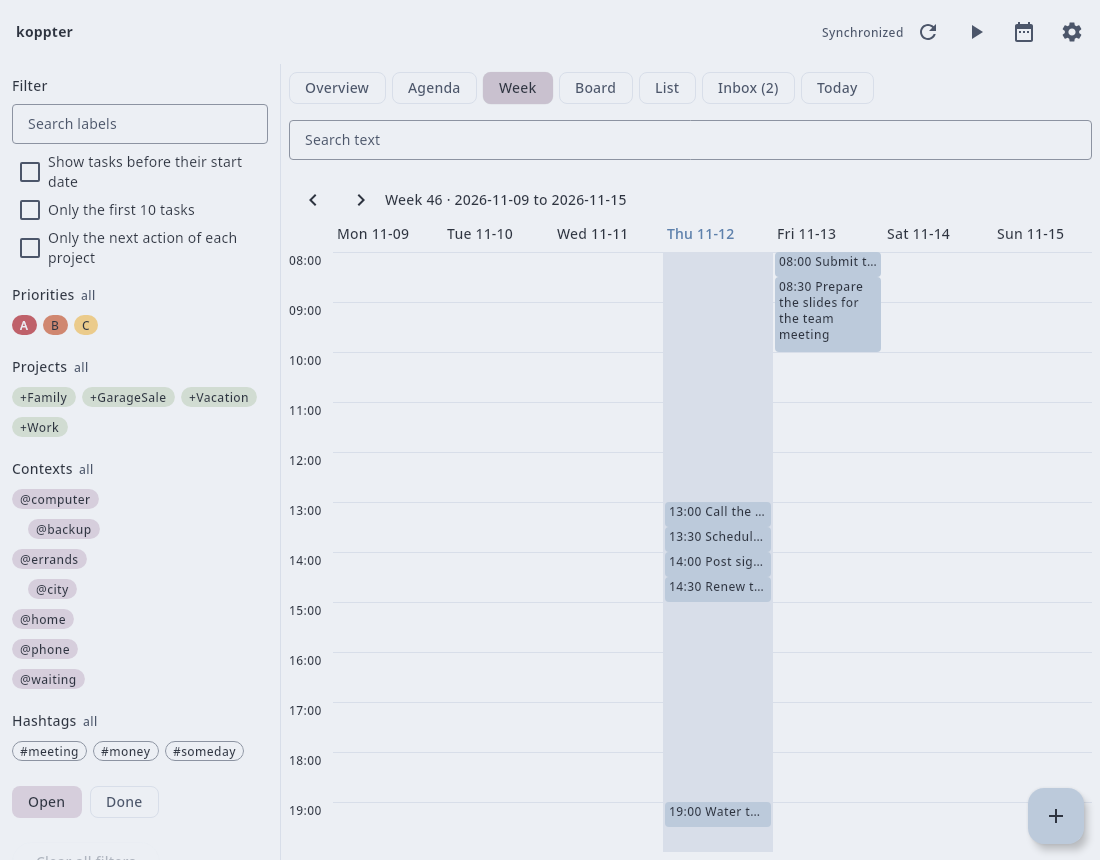 koppter
Synchronized
Filter
Search labels
Show tasks before their start
date
Only the first 10 tasks
Only the next action of each
project
Priorities all
A B C
Projects all
+Family +GarageSale +Vacation
+Work
Contexts all
@computer
@backup
@errands
@city
@home
@phone
@waiting
Hashtags all
#meeting #money #someday
Open Done
Clear all filters
Overview Agenda Week Board List Inbox (2) Today
Search text
Week 46 · 2026-11-09 to 2026-11-15
Mon 11-09 Tue 11-10 Wed 11-11 Thu 11-12 Fri 11-13 Sat 11-14 Sun 11-15
08:00
08:00 Submit t...
08:30 Prepare
the slides for
the team
meeting
09:00
10:00
11:00
12:00
13:00
13:00 Call the ...
13:30 Schedul...
14:00
14:00 Post sig...
14:30 Renew t...
15:00
16:00
17:00
18:00
19:00
19:00 Water t...